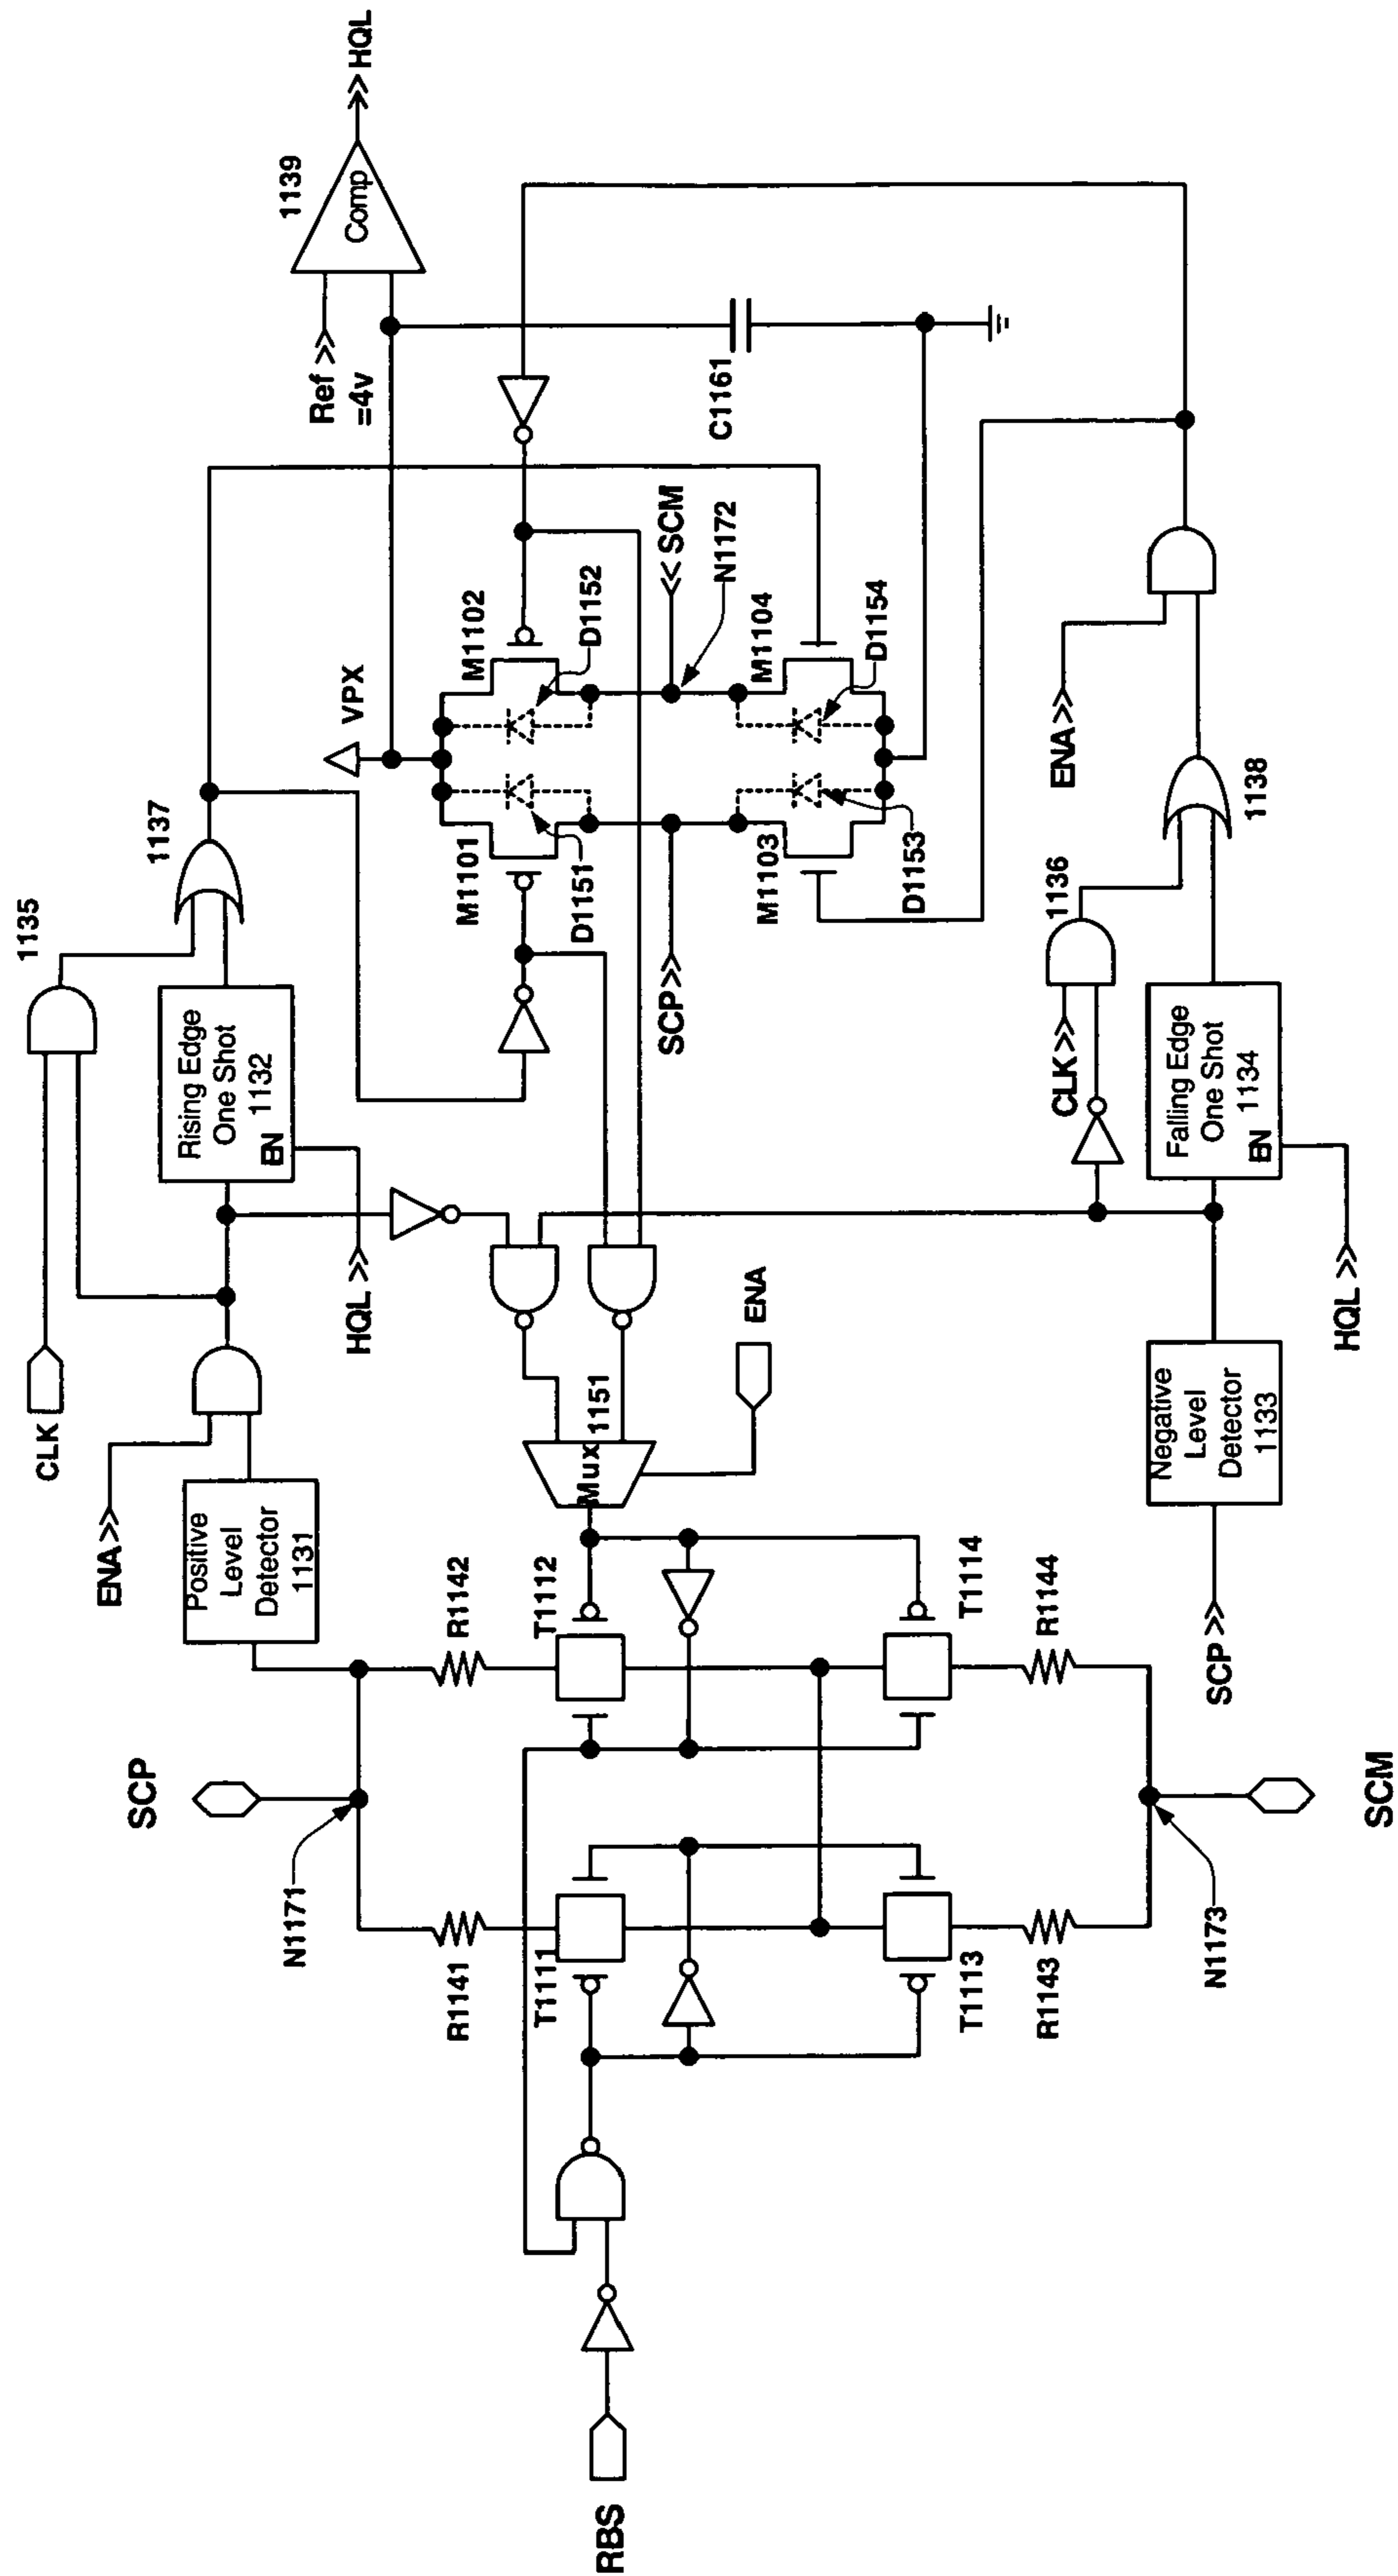 RBS
SCP
N1171
R1141
T1111
T1113
R1143
N1173
SCM
R1142
T1112
T1114
R1144
ENA >>
Positive
Level
Detector
1131
CLK
HQL >>
Mux
1151
ENA
SCP >>
Negative
Level
Detector
1133
HQL >>
1135
Rising Edge
One Shot
1132
EN
1137
CLK >>
1136
Falling Edge
One Shot
1134
EN
1138
ENA >>
VPX
M1101
D1151
M1102
D1152
SCP >>
<< SCM
N1172
M1103
D1153
M1104
D1154
Ref >>
=4v
C1161
1139
Comp
>> HQL